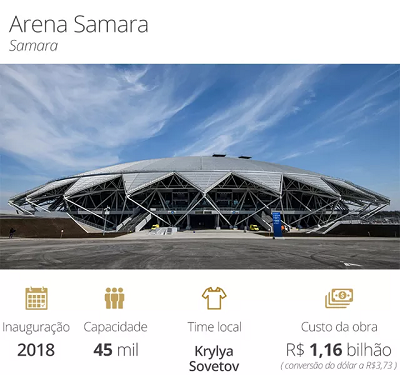 Arena Samara
Samara
Inauguração
2018
Capacidade
45 mil
Time local
Krylya
Sovetov
Custo da obra
R$ 1,16 bilhão
( conversão do dólar a R$3,73 )